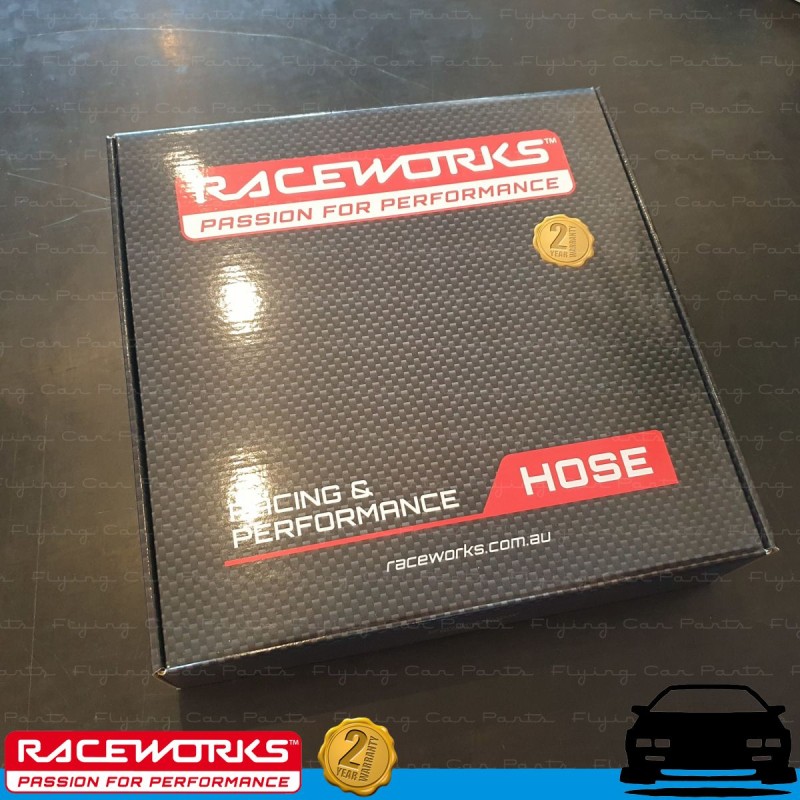 RACEWORKS™
PASSION FOR PERFORMANCE
2
YEAR
WARRANTY
RACING &
PERFORMANCE
HOSE
raceworks.com.au
Flying Car Parts
RACEWORKS™
PASSION FOR PERFORMANCE
2
YEAR
WARRANTY